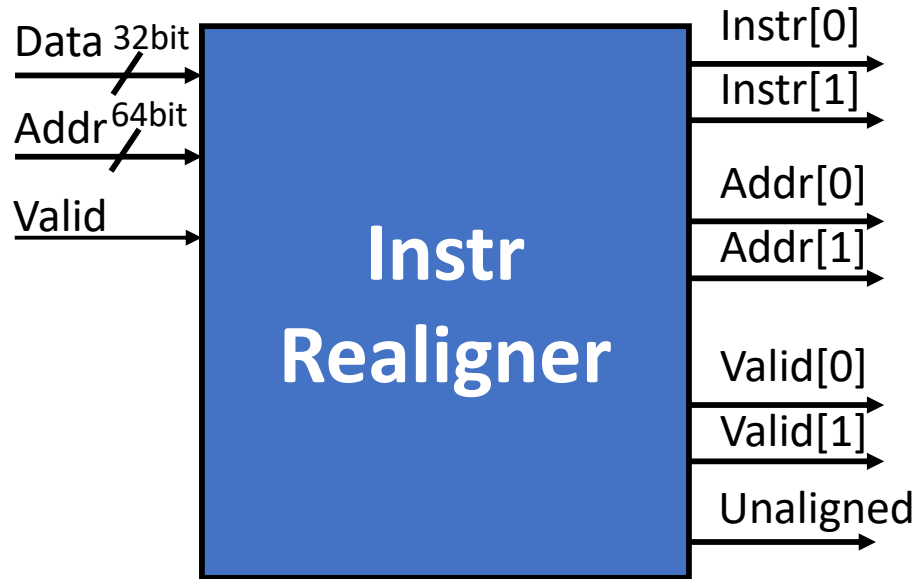 Data 32bit
Addr 64bit
Valid
Instr
Realigner
Instr[0]
Instr[1]
Addr[0]
Addr[1]
Valid[0]
Valid[1]
Unaligned